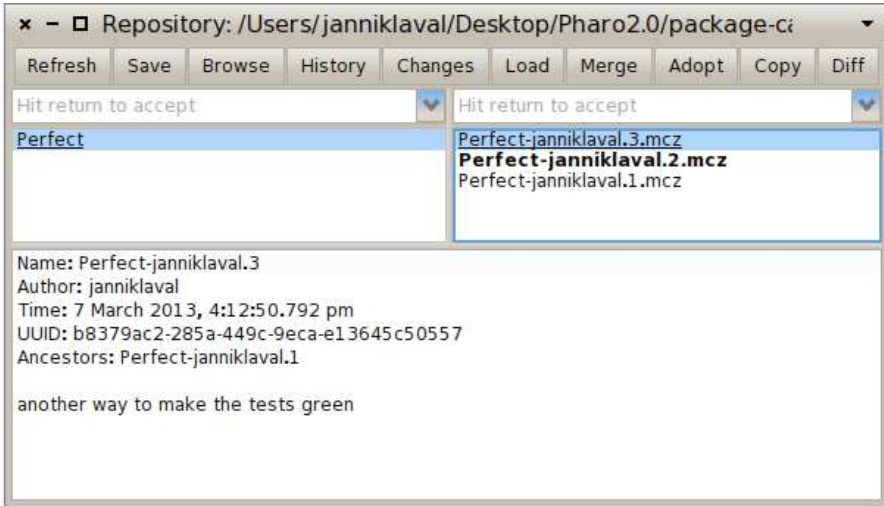 Repository: /Users/janniklaval/Desktop/Pharo2.0/package-ca
Refresh Save Browse History Changes Load Merge Adopt Copy Diff
Hit return to accept Hit return to accept
Perfect
Perfect-janniklaval.3.mcz
Perfect-janniklaval.2.mcz
Perfect-janniklaval.1.mcz
Name: Perfect-janniklaval.3
Author: janniklaval
Time: 7 March 2013, 4:12:50.792 pm
UUID: b8379ac2-285a-449c-9eca-e13645c50557
Ancestors: Perfect-janniklaval.1
another way to make the tests green